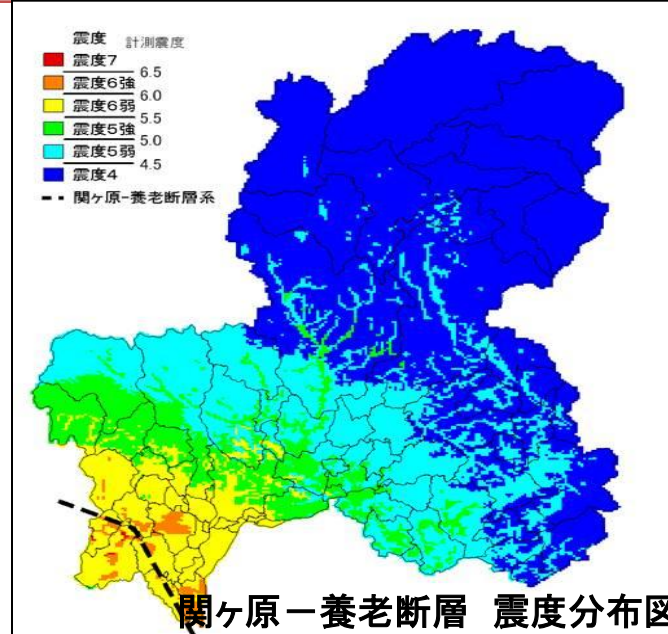 震度 計測震度
震度7
6.5
震度6強
6.0
震度6弱
5.5
震度5強
5.0
震度5弱
4.5
震度4
関ヶ原-養老断層系
関ヶ原－養老断層 震度分布図